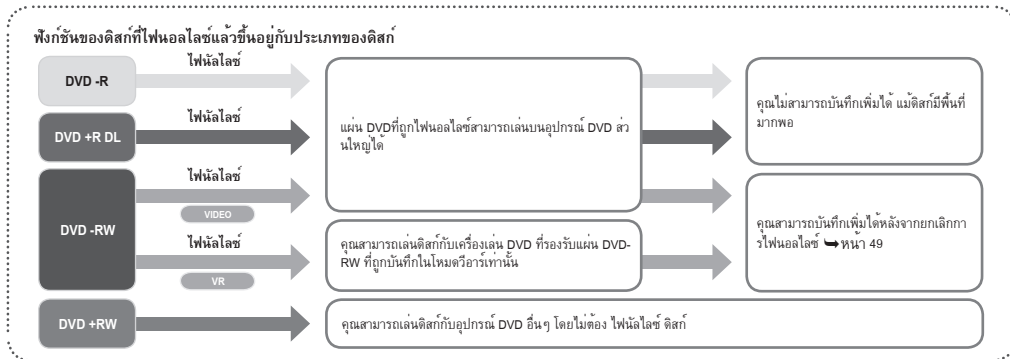 ฟังก์ชันของดิสก์ที่ไฟนอลไลซ์แล้วขึ้นอยู่กับประเภทของดิสก์
DVD -R
ไฟนัลไลซ์
DVD +R DL
ไฟนัลไลซ์
แผ่น DVDที่ถูกไฟนอลไลซ์สามารถเล่นบนอุปกรณ์ DVD ส่ว
นใหญ่ได้
คุณไม่สามารถบันทึกเพิ่มได้ แม้ดิสก์มีพื้นที่
มากพอ
DVD -RW
ไฟนัลไลซ์
VIDEO
ไฟนัลไลซ์
VR
คุณสามารถเล่นดิสก์กับเครื่องเล่น DVD ที่รองรับแผ่น DVD-
RW ที่ถูกบันทึกในโหมดวีอาร์เท่านั้น
คุณสามารถบันทึกเพิ่มได้หลังจากยกเลิกกา
รไฟนอลไลซ์ ➥หน้า 49
DVD +RW
คุณสามารถเล่นดิสก์กับอุปกรณ์ DVD อื่นๆ โดยไม่ต้อง ไฟนัลไลซ์ ดิสก์